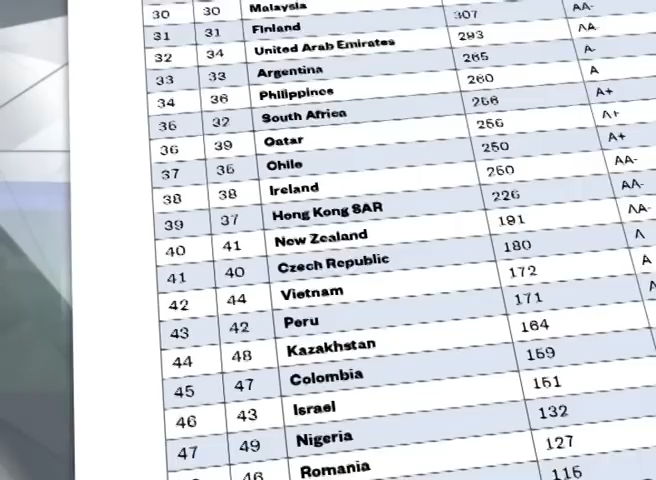 30 30 Malaysia
31 31 Finland 307 AA-
32 34 United Arab Emirates 293 AA-
33 33 Argentina 265 A-
34 36 Philippines 260 A
35 32 South Africa 256 A+
36 39 Qatar 256 A+
37 35 Chile 250 A+
38 38 Ireland 250 AA-
39 37 Hong Kong SAR 226 AA-
40 41 New Zealand 191 AA-
41 40 Czech Republic 180 A
42 44 Vietnam 172 A
43 42 Peru 171
44 48 Kazakhstan 164
45 47 Colombia 159
46 43 Israel 151
47 49 Nigeria 132
46 Romania 127
115